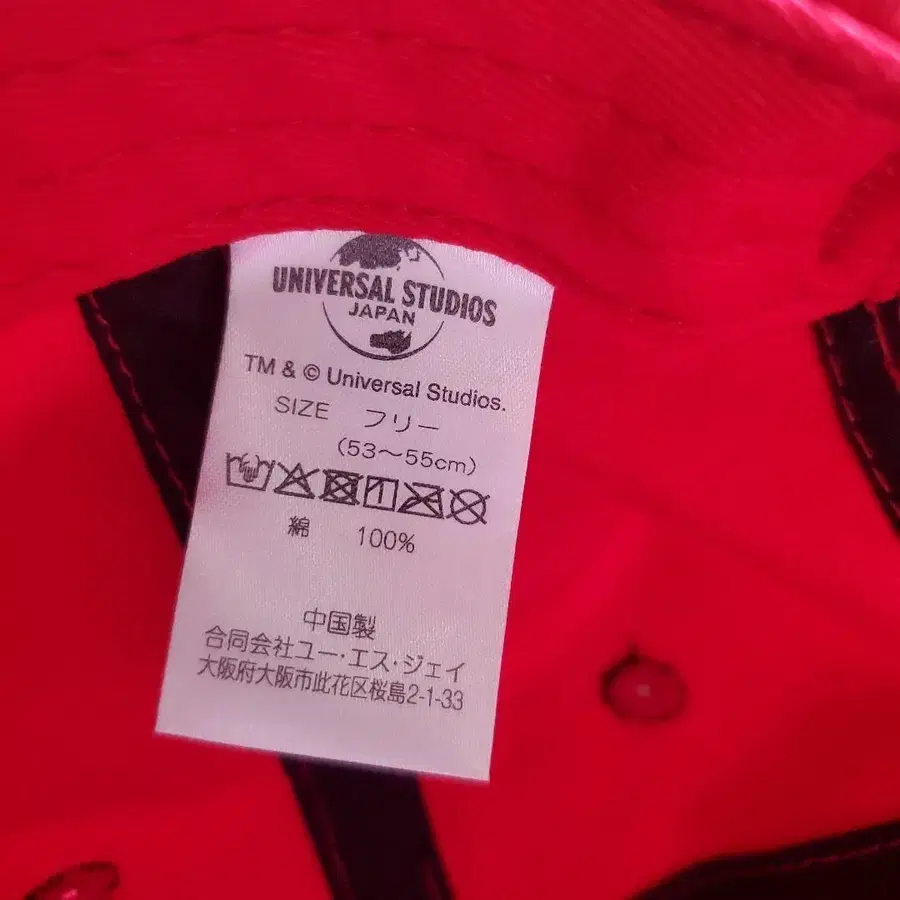 UNIVERSAL STUDIOS
JAPAN
TM & © Universal Studios.
SIZE フリー
(53～55cm)
綿 100%
中国製
合同会社ユー・エス・ジェイ
大阪府大阪市此花区桜島2-1-33